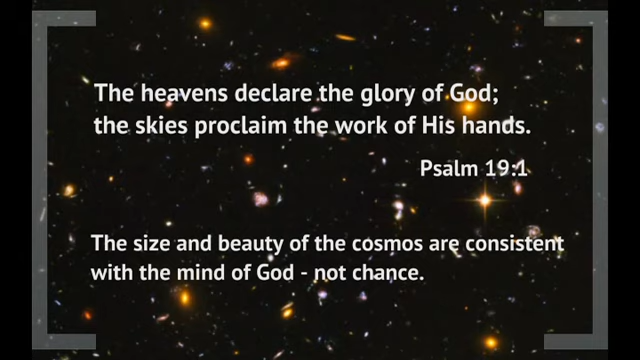 The heavens declare the glory of God;
the skies proclaim the work of His hands.
Psalm 19:1
The size and beauty of the cosmos are consistent
with the mind of God - not chance.